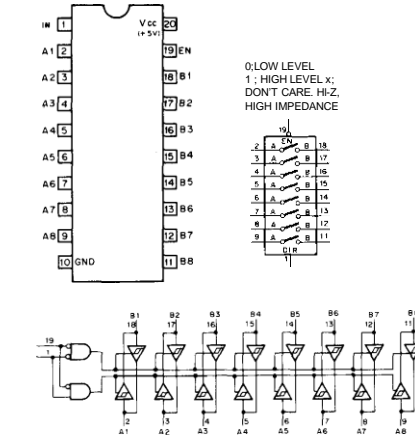 IN 1 VCC 20
(+5V)
A1 2 19 EN
A2 3 18 B1
A3 4 17 B2
A4 5 16 B3
A5 6 15 B4
A6 7 14 B5
A7 8 13 B6
A8 9 12 B7
10 GND 11 B8
0;LOW LEVEL
1 ; HIGH LEVEL x;
DON'T CARE. HI-Z,
HIGH IMPEDANCE
19
EN
2 A B 18
3 A B 17
4 A B 16
5 A B 15
6 A B 14
7 A B 13
8 A B 12
9 A B 11
DIR
1
B1 B2 B3 B4 B5 B6 B7
18 17 16 15 14 13 12 11
19
1
2 3 4 5 6 7 8 9
A1 A2 A3 A4 A5 A6 A7 A8